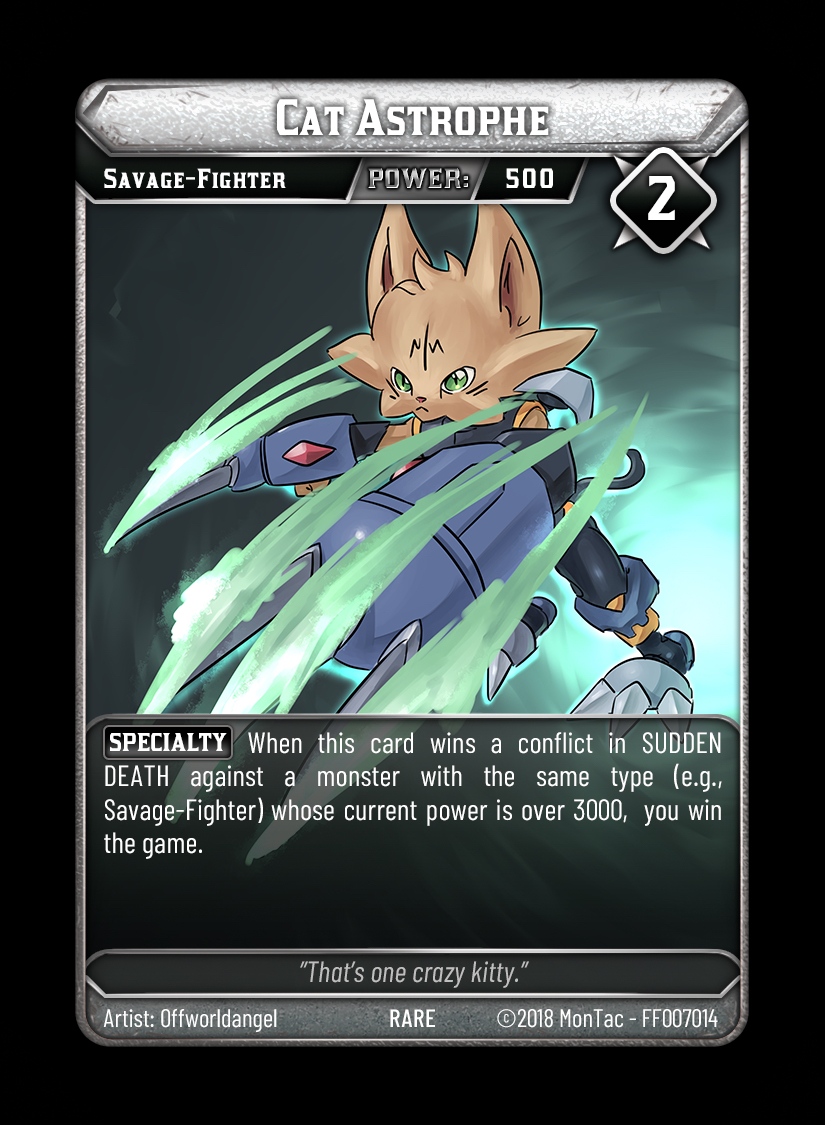 Cat Astrophe
Savage-Fighter POWER: 500
2
SPECIALTY When this card wins a conflict in SUDDEN
DEATH against a monster with the same type (e.g.,
Savage-Fighter) whose current power is over 3000, you win
the game.
"That's one crazy kitty."
Artist: Offworldangel RARE ©2018 MonTac - FF007014